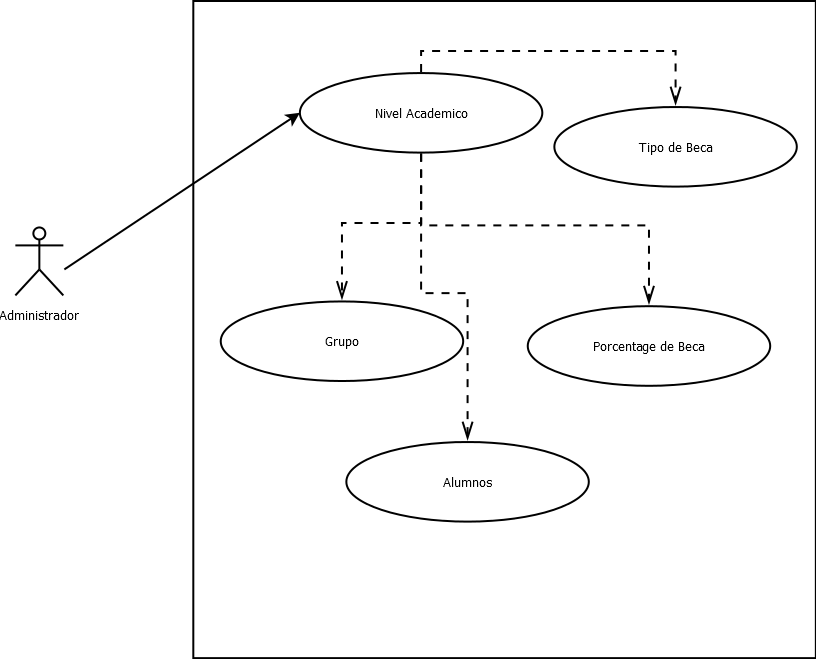 Nivel Academico
Tipo de Beca
Administrador
Grupo
Porcentage de Beca
Alumnos